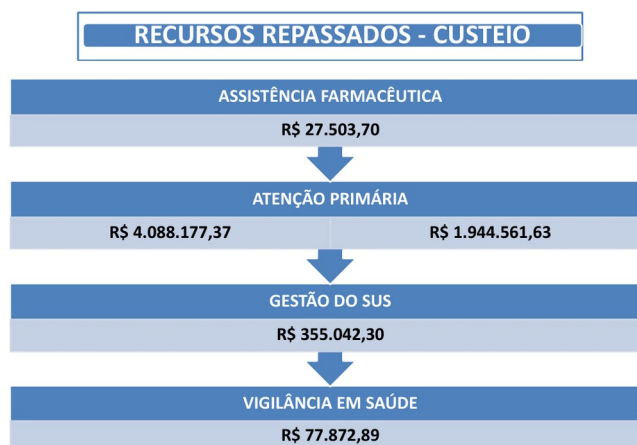 RECURSOS REPASSADOS - CUSTEIO
ASSISTÊNCIA FARMACÊUTICA
R$ 27.503,70
ATENÇÃO PRIMÁRIA
R$ 4.088.177,37 R$ 1.944.561,63
GESTÃO DO SUS
R$ 355.042,30
VIGILÂNCIA EM SAÚDE
R$ 77.872,89